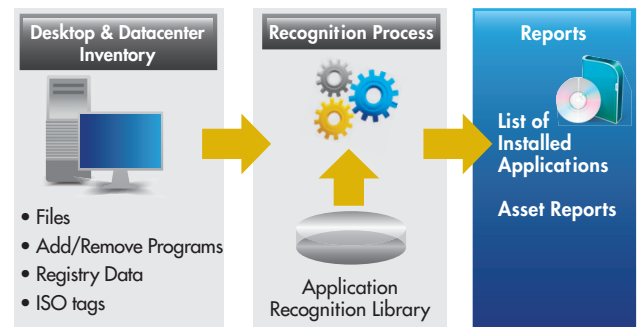 Desktop & Datacenter
Inventory
• Files
• Add/Remove Programs
• Registry Data
• ISO tags
Recognition Process
Application
Recognition Library
Reports
List of
Installed
Applications
Asset Reports